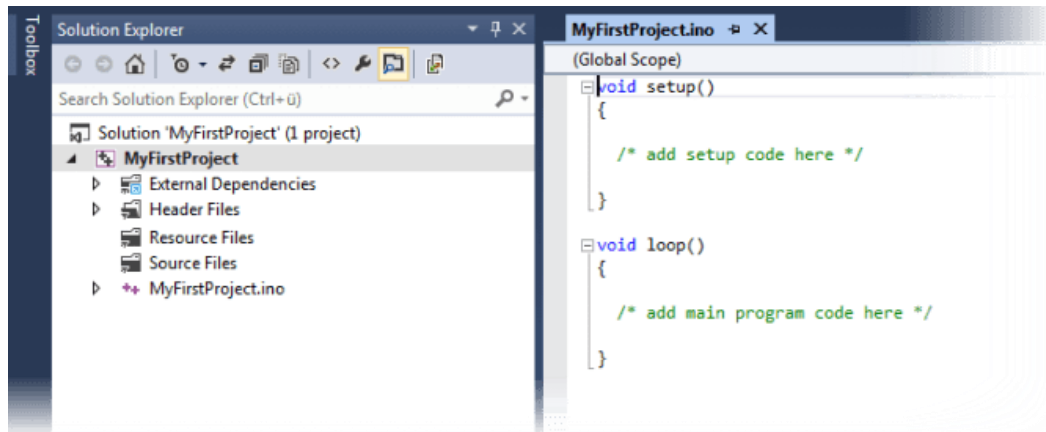 Toolbox
Solution Explorer
Search Solution Explorer (Ctrl+ü)
Solution 'MyFirstProject' (1 project)
MyFirstProject
External Dependencies
Header Files
Resource Files
Source Files
MyFirstProject.ino
MyFirstProject.ino
(Global Scope)
void setup()
{
/* add setup code here */
}
void loop()
{
/* add main program code here */
}